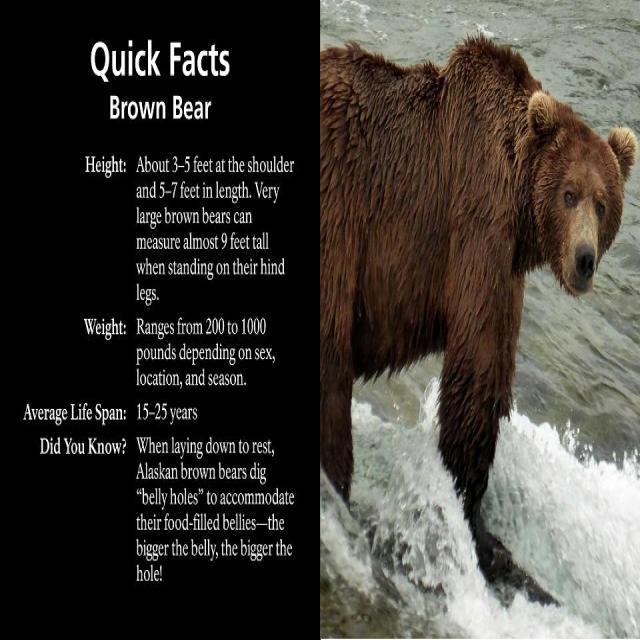 Quick Facts
Brown Bear
Height: About 3–5 feet at the shoulder
and 5–7 feet in length. Very
large brown bears can
measure almost 9 feet tall
when standing on their hind
legs.
Weight: Ranges from 200 to 1000
pounds depending on sex,
location, and season.
Average Life Span: 15–25 years
Did You Know? When laying down to rest,
Alaskan brown bears dig
“belly holes” to accommodate
their food-filled bellies—the
bigger the belly, the bigger the
hole!